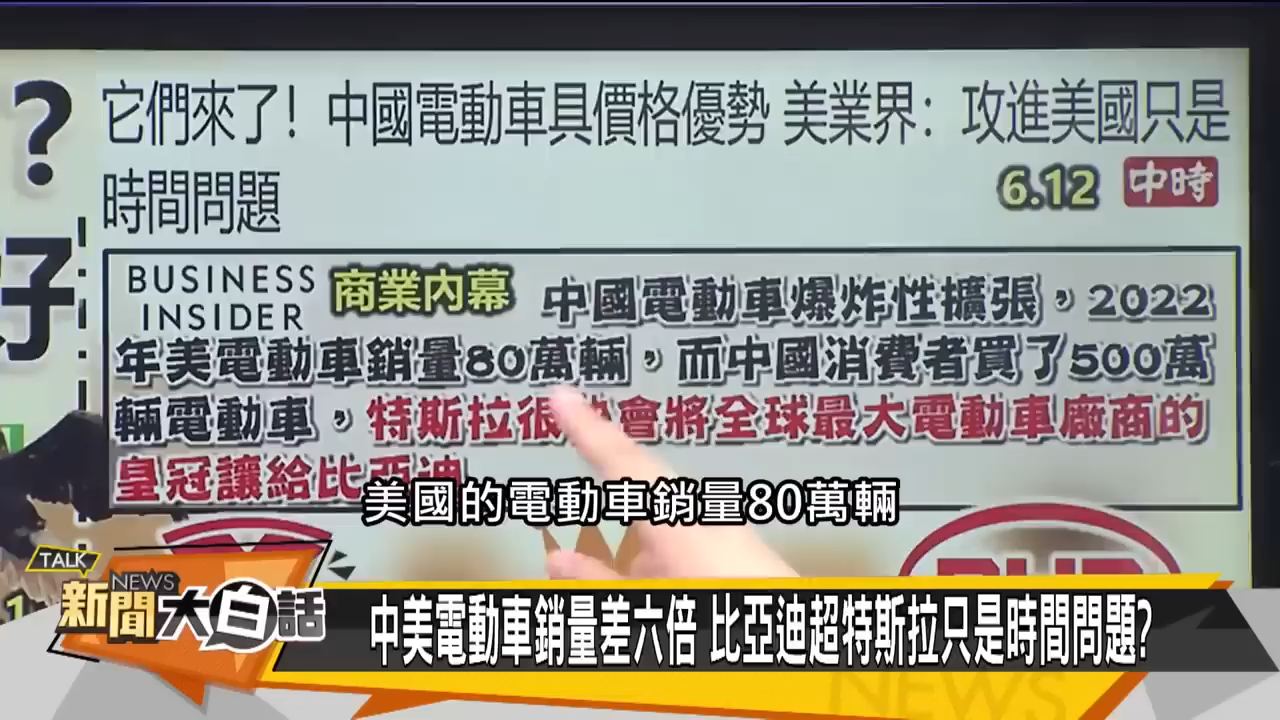 ?
它們來了！中國電動車具價格優勢 美業界：攻進美國只是
時間問題
6.12 中時
好
BUSINESS
INSIDER
商業內幕
中國電動車爆炸性擴張，2022
年美電動車銷量80萬輛，而中國消費者買了500萬
輛電動車，特斯拉很 會將全球最大電動車廠商的
皇冠讓給比亞迪
美國的電動車銷量80萬輛
TALK
NEWS
新聞大白話
中美電動車銷量差六倍 比亞迪超特斯拉只是時間問題?
NEWS